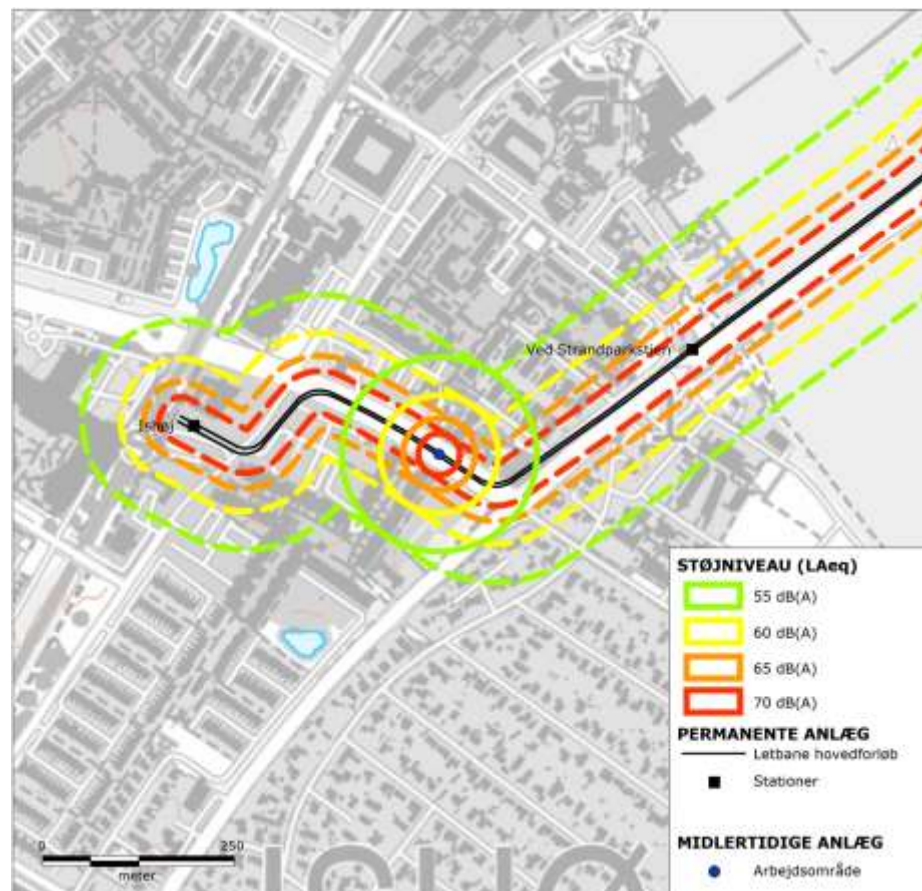 Ved Strandparkstien
Ishøj
STØJNIVEAU (LAeq)
55 dB(A)
60 dB(A)
65 dB(A)
70 dB(A)
PERMANENTE ANLÆG
Letbane hovedforløb
Stationer
MIDLERTIDIGE ANLÆG
Arbejdsområde
0 250
meter